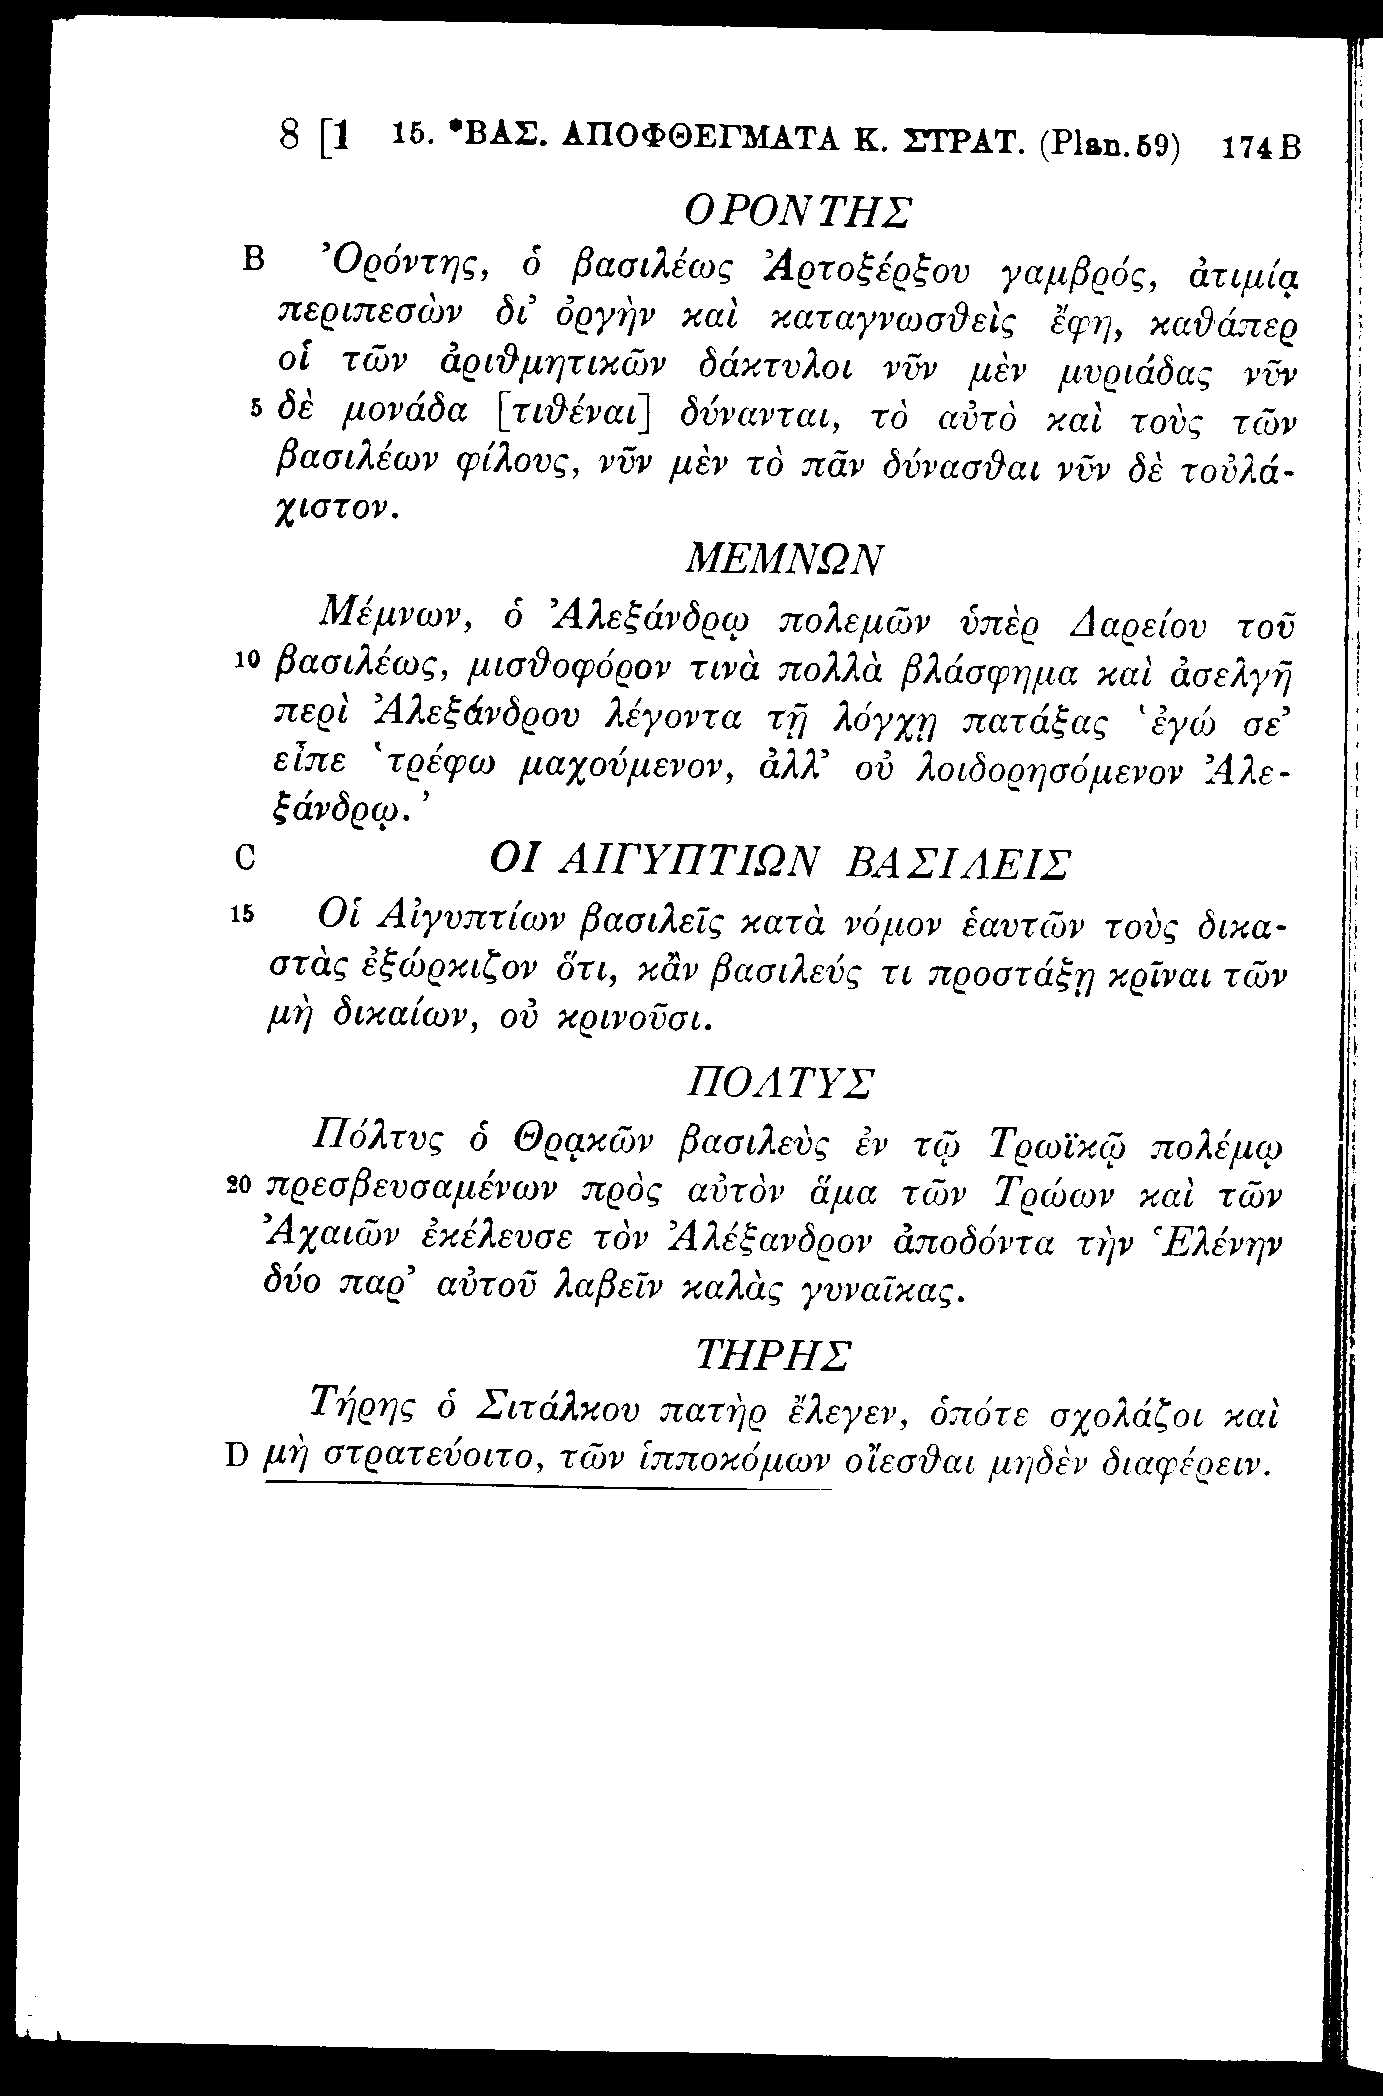 8 [1 15. *ΒΑΣ. ΑΠΟΦΘΕΓΜΑΤΑ Κ. ΣΤΡΑΤ. (Plan. 59) 174 B
ΟΡΟΝΤΗΣ
B Ὀρόντης, ὁ βασιλέως Ἀρτοξέρξου γαμβρός, ἀτιμίᾳ
περιπεσὼν δι’ ὀργὴν καὶ καταγνωσθεὶς ἔφη, καθάπερ
οἱ τῶν ἀριθμητικῶν δάκτυλοι νῦν μὲν μυριάδας νῦν
5 δὲ μονάδα [τιθέναι] δύνανται, τὸ αὐτὸ καὶ τοὺς τῶν
βασιλέων φίλους, νῦν μὲν τὸ πᾶν δύνασθαι νῦν δὲ τοὐλά-
χιστον.
ΜΕΜΝΩΝ
Μέμνων, ὁ Ἀλεξάνδρῳ πολεμῶν ὑπὲρ Δαρείου τοῦ
10 βασιλέως, μισθοφόρον τινὰ πολλὰ βλάσφημα καὶ ἀσελγῆ
περὶ Ἀλεξάνδρου λέγοντα τῇ λόγχῃ πατάξας ‘ἐγώ σε’
εἶπε ‘τρέφω μαχούμενον, ἀλλ’ οὐ λοιδορησόμενον Ἀλε-
ξάνδρῳ.’
C ΟΙ ΑΙΓΥΠΤΙΩΝ ΒΑΣΙΛΕΙΣ
15 Οἱ Αἰγυπτίων βασιλεῖς κατὰ νόμον ἑαυτῶν τοὺς δικα-
στὰς ἐξώρκιζον ὅτι, κἂν βασιλεύς τι προστάξῃ κρῖναι τῶν
μὴ δικαίων, οὐ κρινοῦσι.
ΠΟΛΤΥΣ
Πόλτυς ὁ Θρᾳκῶν βασιλεὺς ἐν τῷ Τρωϊκῷ πολέμῳ
20 πρεσβευσαμένων πρὸς αὐτὸν ἅμα τῶν Τρώων καὶ τῶν
Ἀχαιῶν ἐκέλευσε τὸν Ἀλέξανδρον ἀποδόντα τὴν Ἑλένην
δύο παρ’ αὐτοῦ λαβεῖν καλὰς γυναῖκας.
ΤΗΡΗΣ
Τήρης ὁ Σιτάλκου πατὴρ ἔλεγεν, ὁπότε σχολάζοι καὶ
D μὴ στρατεύοιτο, τῶν ἱπποκόμων οἴεσθαι μηδὲν διαφέρειν.